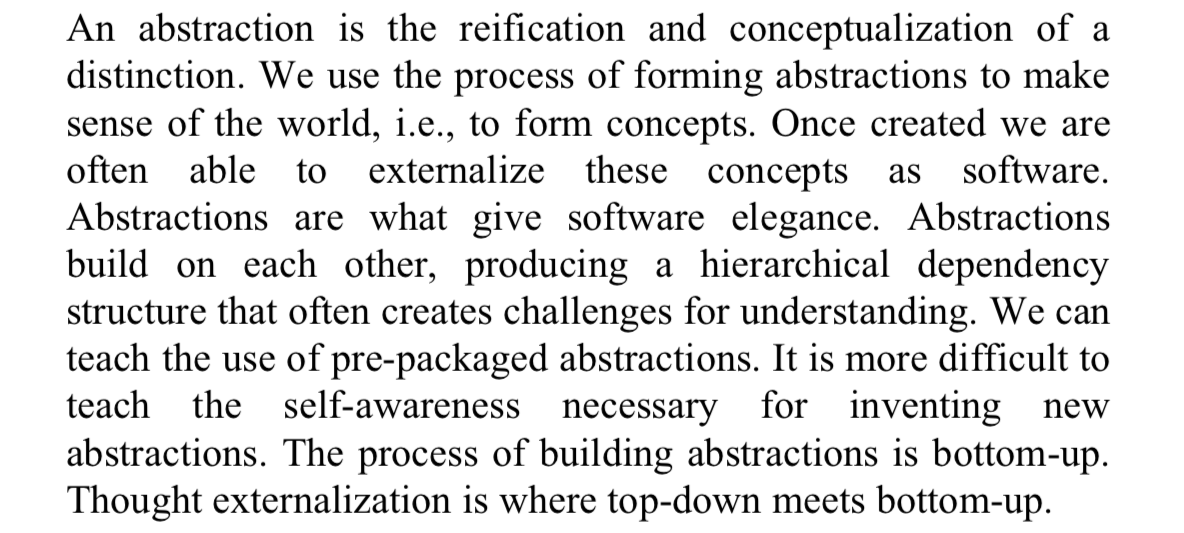 An abstraction is the reification and conceptualization of a
distinction. We use the process of forming abstractions to make
sense of the world, i.e., to form concepts. Once created we are
often able to externalize these concepts as software.
Abstractions are what give software elegance. Abstractions
build on each other, producing a hierarchical dependency
structure that often creates challenges for understanding. We can
teach the use of pre-packaged abstractions. It is more difficult to
teach the self-awareness necessary for inventing new
abstractions. The process of building abstractions is bottom-up.
Thought externalization is where top-down meets bottom-up.